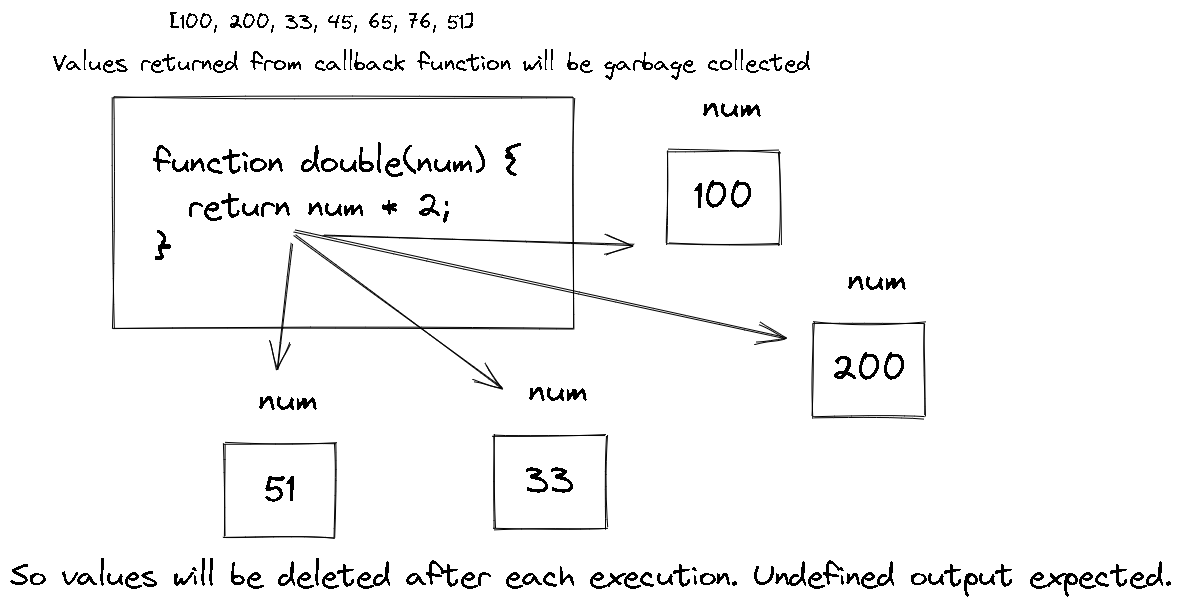 [100, 200, 33, 45, 65, 76, 51]
Values returned from callback function will be garbage collected
function double(num) {
return num * 2;
}
num
100
num
200
num
51
num
33
So values will be deleted after each execution. Undefined output expected.